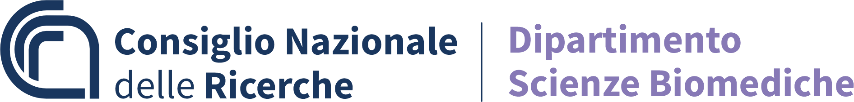 Consiglio Nazionale
delle Ricerche
Dipartimento
Scienze Biomediche